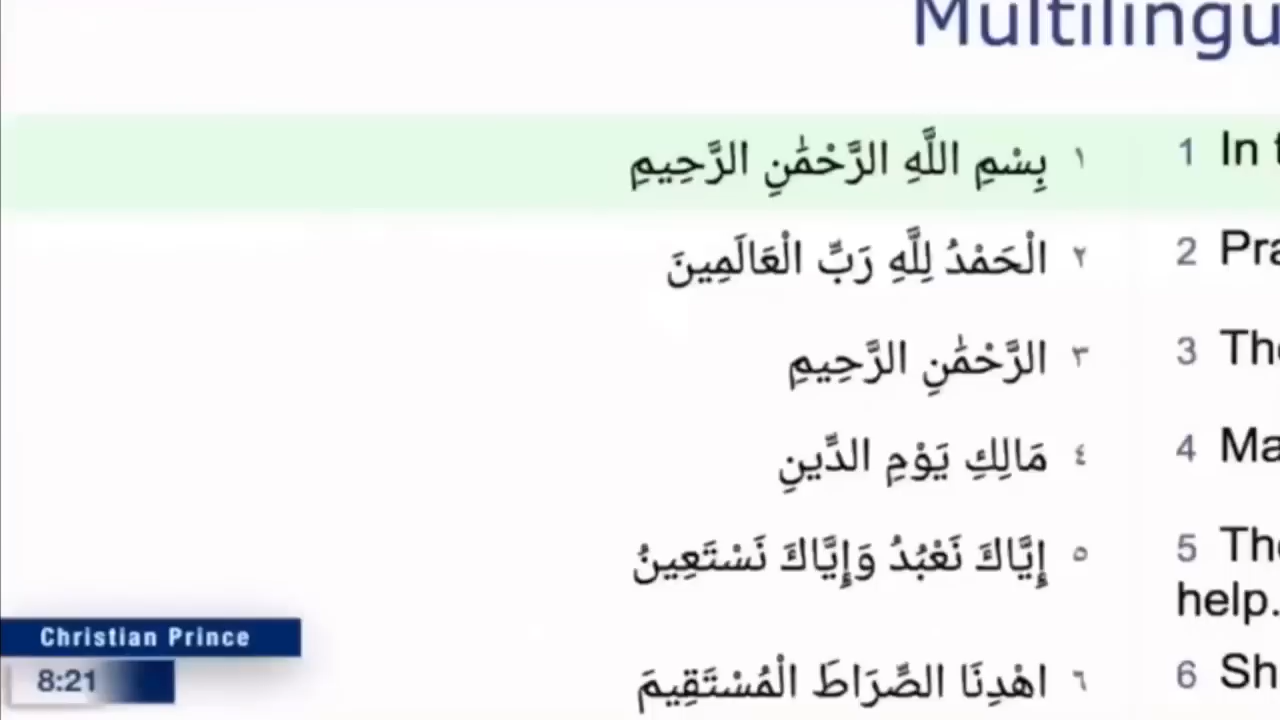 Multilingu
بِسْمِ اللَّهِ الرَّحْمَٰنِ الرَّحِيمِ ١
1 In t
الْحَمْدُ لِلَّهِ رَبِّ الْعَالَمِينَ ٢
2 Pra
الرَّحْمَٰنِ الرَّحِيمِ ٣
3 The
مَالِكِ يَوْمِ الدِّينِ ٤
4 Ma
إِيَّاكَ نَعْبُدُ وَإِيَّاكَ نَسْتَعِينُ ٥
5 The
help.
اهْدِنَا الصِّرَاطَ الْمُسْتَقِيمَ ٦
6 Sh
Christian Prince
8:21